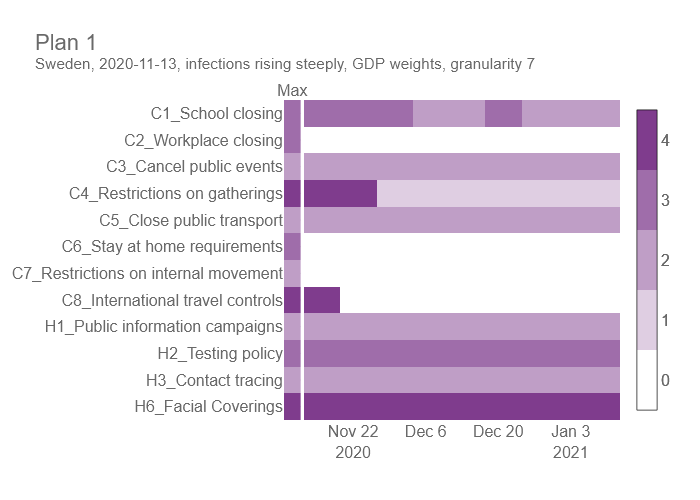 Plan 1
Sweden, 2020-11-13, infections rising steeply, GDP weights, granularity 7
Max
C1_School closing
C2_Workplace closing
C3_Cancel public events
C4_Restrictions on gatherings
C5_Close public transport
C6_Stay at home requirements
C7_Restrictions on internal movement
C8_International travel controls
H1_Public information campaigns
H2_Testing policy
H3_Contact tracing
H6_Facial Coverings
4
3
2
1
0
Nov 22 Dec 6 Dec 20 Jan 3
2020 2021